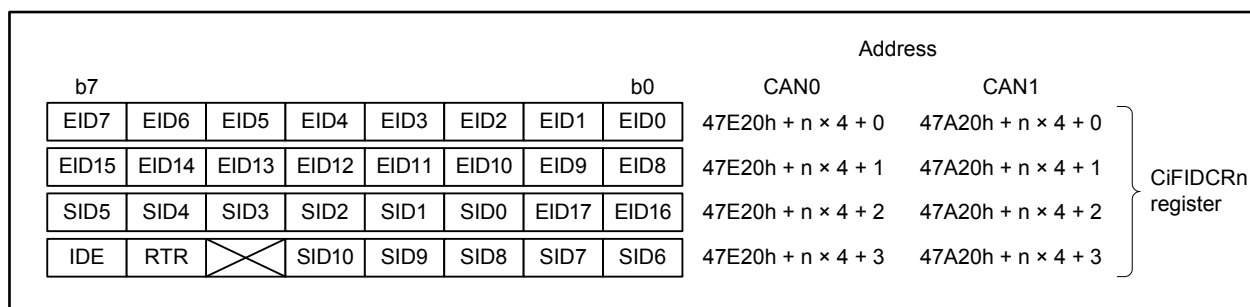 Address
b7 b0 CAN0 CAN1
EID7 EID6 EID5 EID4 EID3 EID2 EID1 EID0 47E20h + n × 4 + 0 47A20h + n × 4 + 0
EID15 EID14 EID13 EID12 EID11 EID10 EID9 EID8 47E20h + n × 4 + 1 47A20h + n × 4 + 1
CiFIDCRn
register
SID5 SID4 SID3 SID2 SID1 SID0 EID17 EID16 47E20h + n × 4 + 2 47A20h + n × 4 + 2
IDE RTR SID10 SID9 SID8 SID7 SID6 47E20h + n × 4 + 3 47A20h + n × 4 + 3